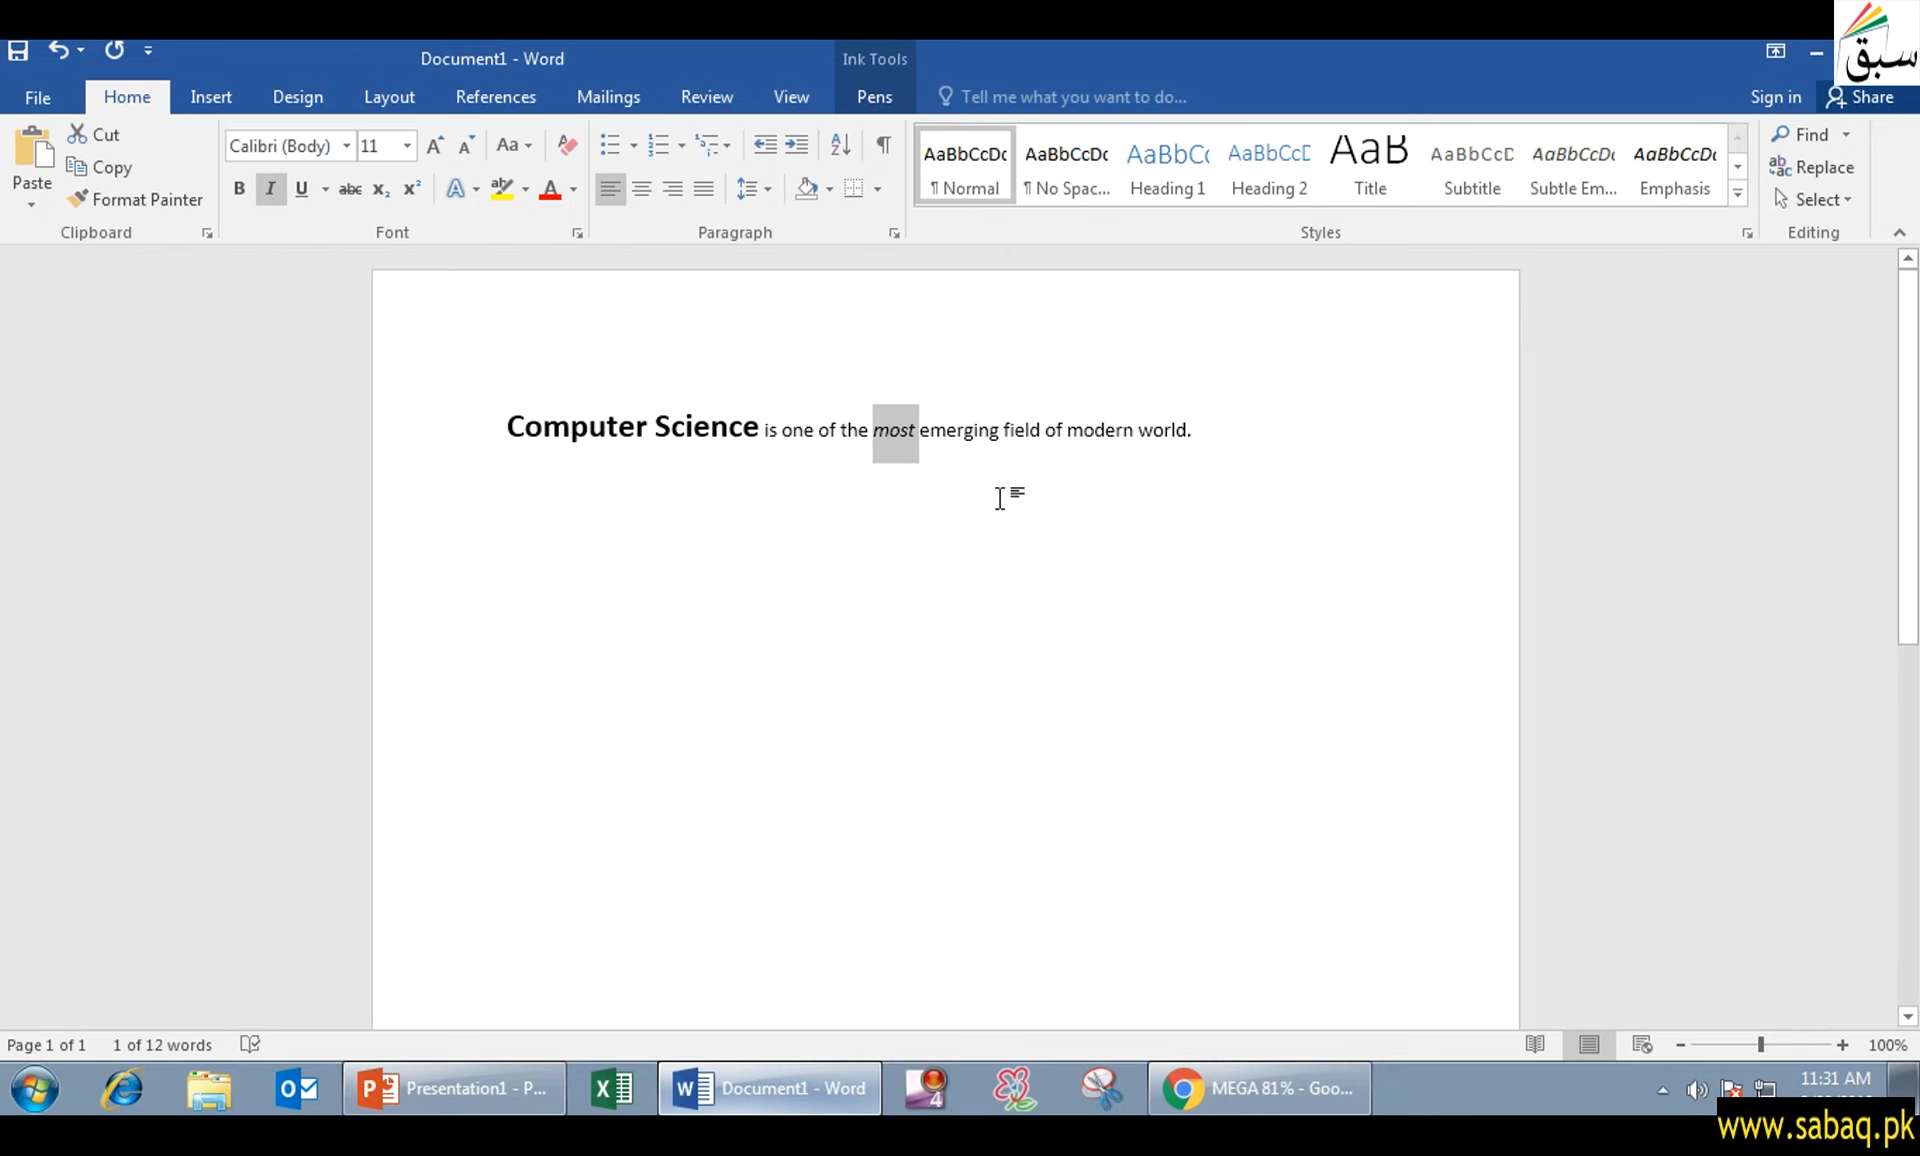 سبق
Document1 - Word
Ink Tools
File Home Insert Design Layout References Mailings Review View Pens Tell me what you want to do... Sign in Share
Paste
Cut
Copy
Format Painter
Clipboard
Calibri (Body) 11 Aa
B I U abc X₂ X² A A
Font
Paragraph
AaBbCcDc AaBbCcDc AaBbCc AaBbCcD AaB AaBbCcD AaBbCcDc AaBbCcDc
¶ Normal ¶ No Spac... Heading 1 Heading 2 Title Subtitle Subtle Em... Emphasis
Styles
Find
Replace
Select
Editing
Computer Science is one of the most emerging field of modern world.
Page 1 of 1 1 of 12 words 100%
Presentation1 - P... Document1 - Word MEGA 81% - Goo... 11:31 AM
www.sabaq.pk